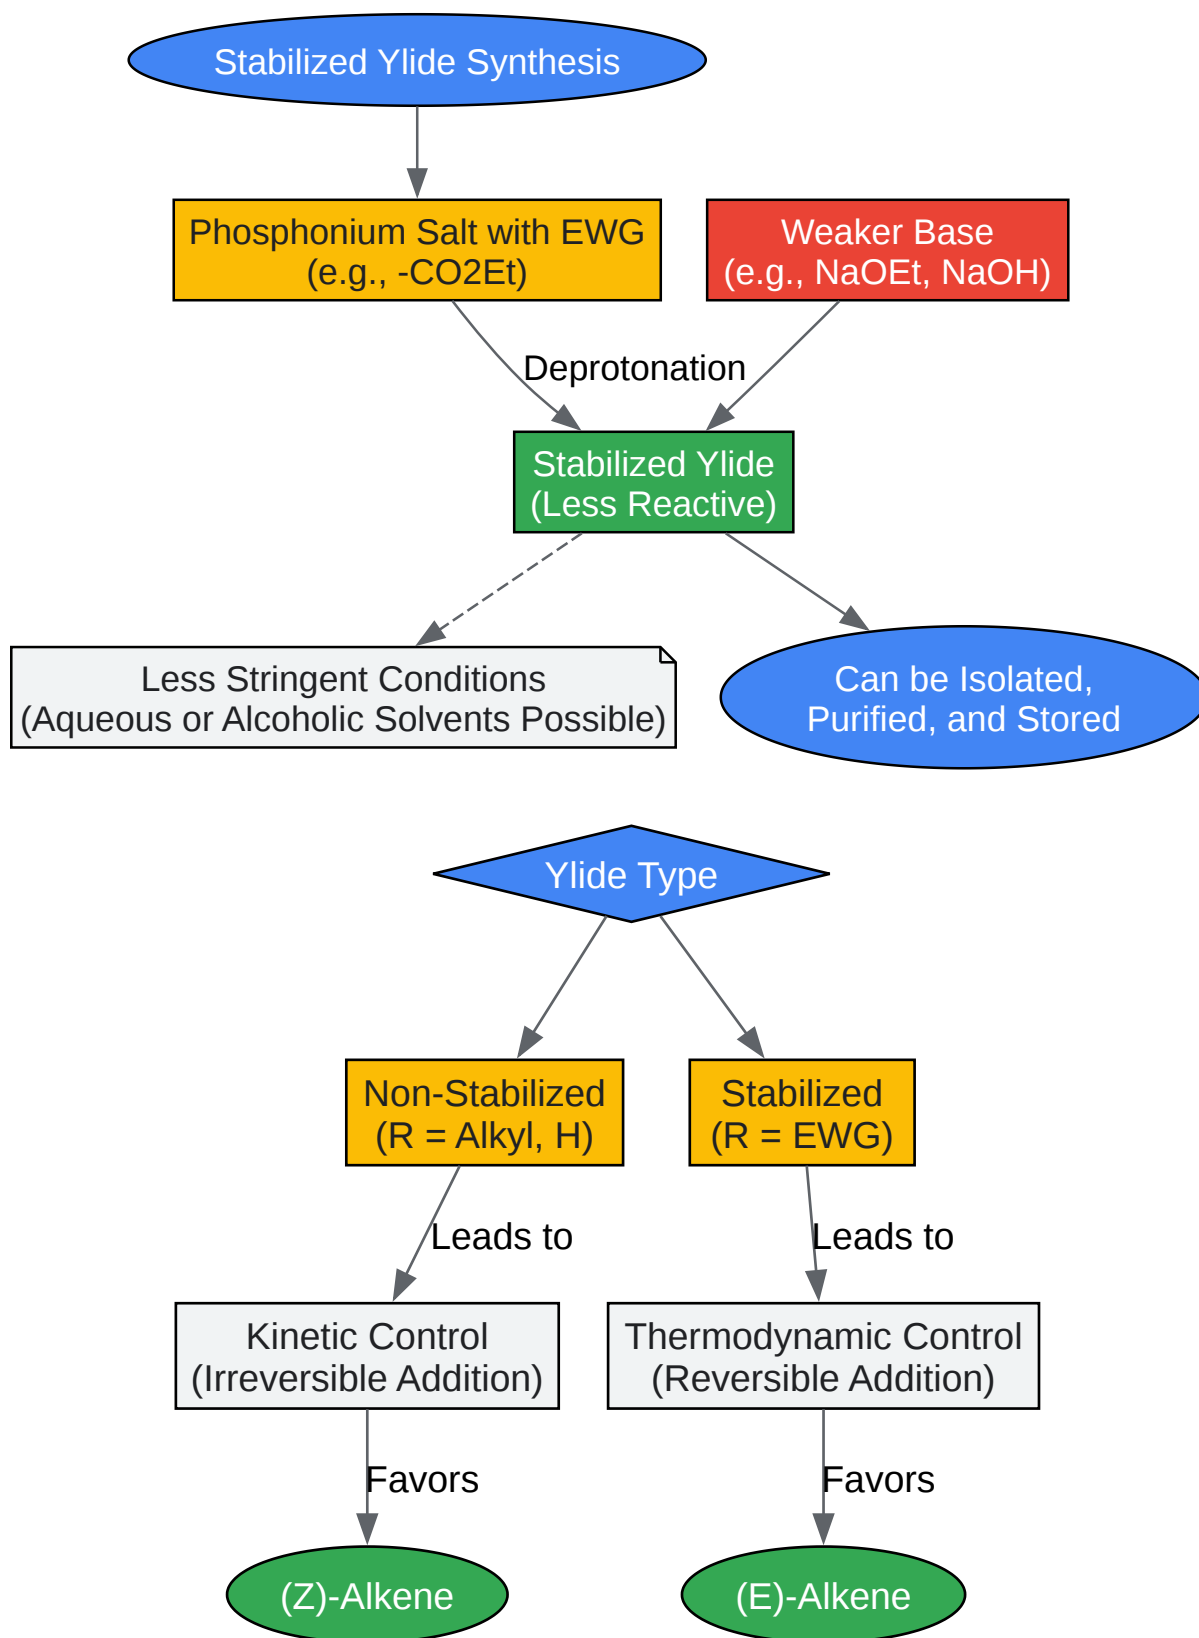 Stabilized Ylide Synthesis
Phosphonium Salt with EWG
(e.g., -CO2Et)
Weaker Base
(e.g., NaOEt, NaOH)
Deprotonation
Stabilized Ylide
(Less Reactive)
Less Stringent Conditions
(Aqueous or Alcoholic Solvents Possible)
Can be Isolated,
Purified, and Stored
Ylide Type
Non-Stabilized
(R = Alkyl, H)
Stabilized
(R = EWG)
Leads to
Leads to
Kinetic Control
(Irreversible Addition)
Thermodynamic Control
(Reversible Addition)
Favors
Favors
(Z)-Alkene
(E)-Alkene